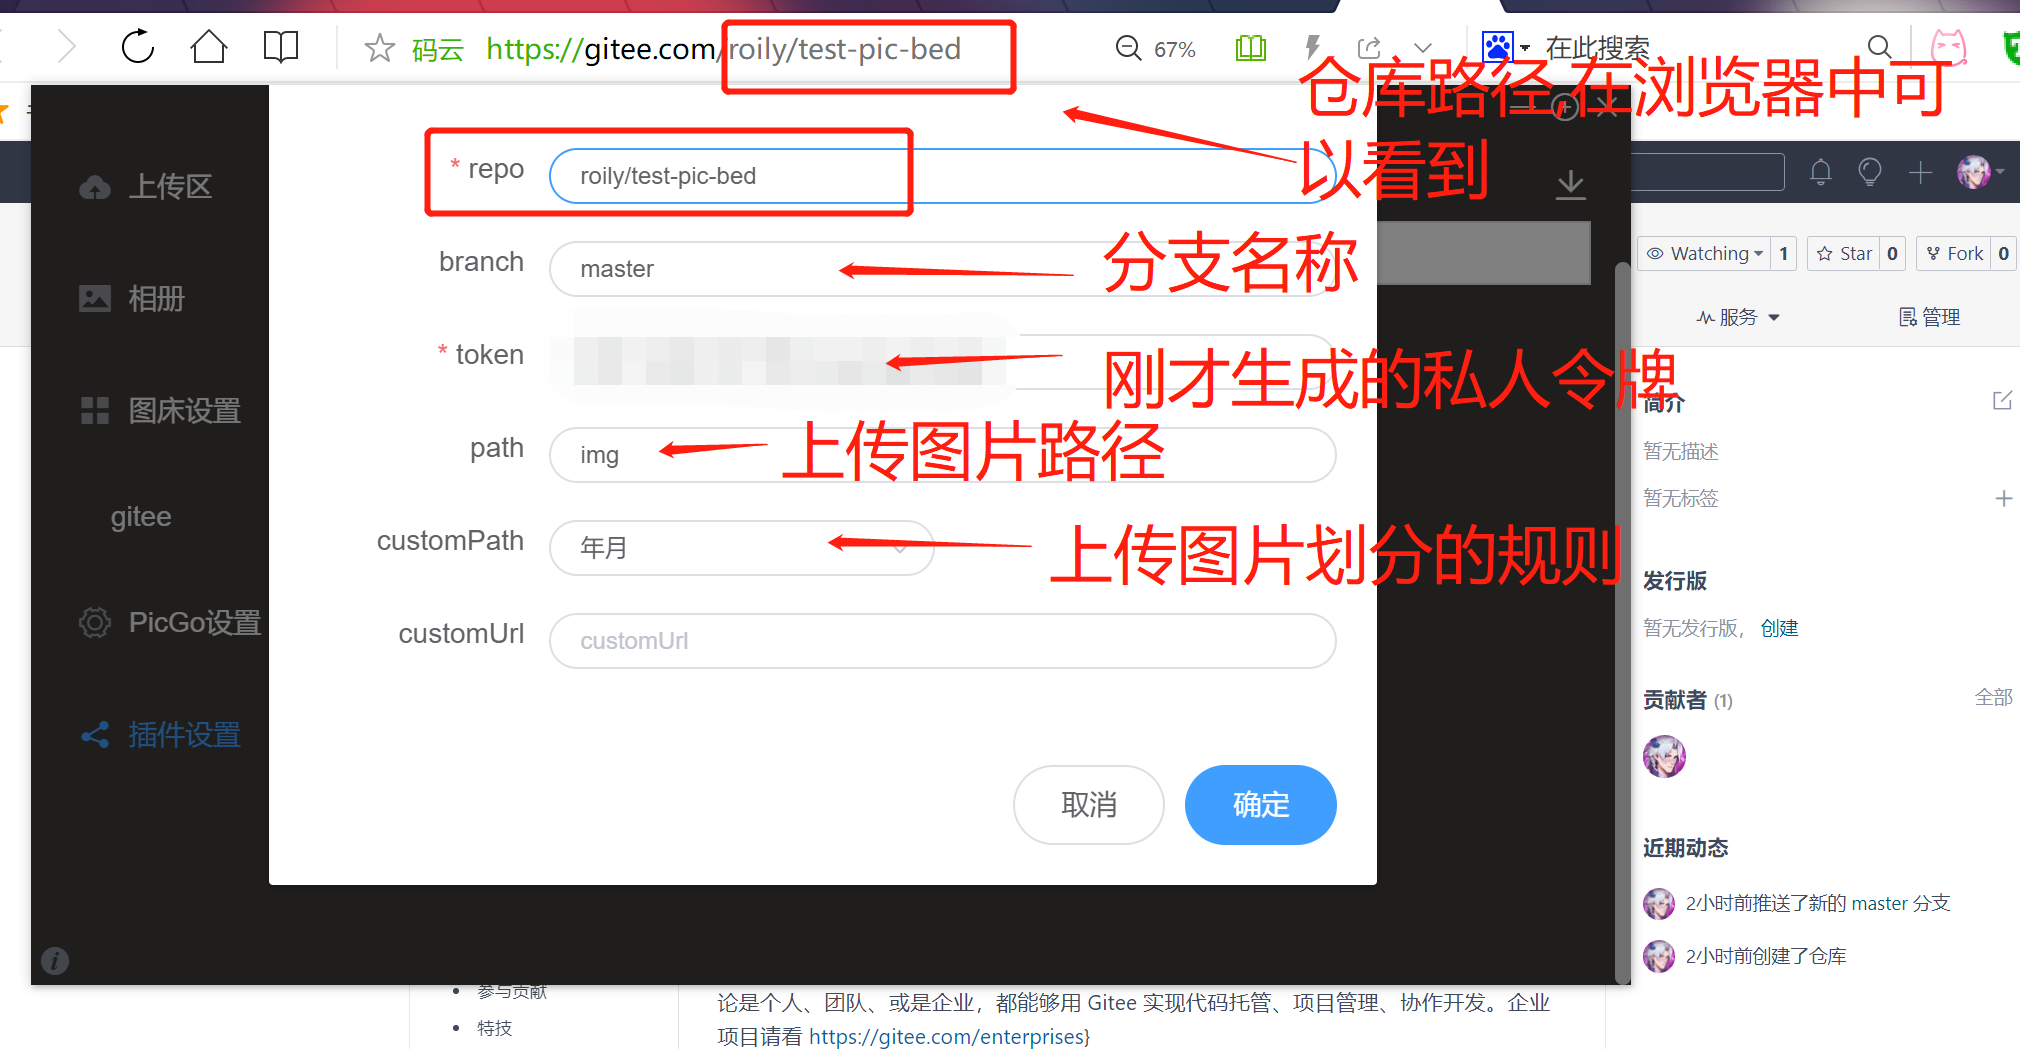 码云 https://gitee.com/roily/test-pic-bed 67% 在此搜索
仓库路径,在浏览器中可
以看到
* repo roily/test-pic-bed
上传区
branch master
分支名称
Watching 1 Star 0 Fork 0
相册
服务 管理
* token
刚才生成的私人令牌
简介
图床设置
path img
上传图片路径
暂无描述
暂无标签
gitee
customPath 年月
上传图片划分的规则
发行版
PicGo设置
customUrl customUrl
暂无发行版, 创建
贡献者 (1) 全部
插件设置
取消 确定
近期动态
2小时前推送了新的 master 分支
2小时前创建了仓库
参与贡献
特技
论是个人、团队、或是企业，都能够用 Gitee 实现代码托管、项目管理、协作开发。企业
项目请看 https://gitee.com/enterprises}